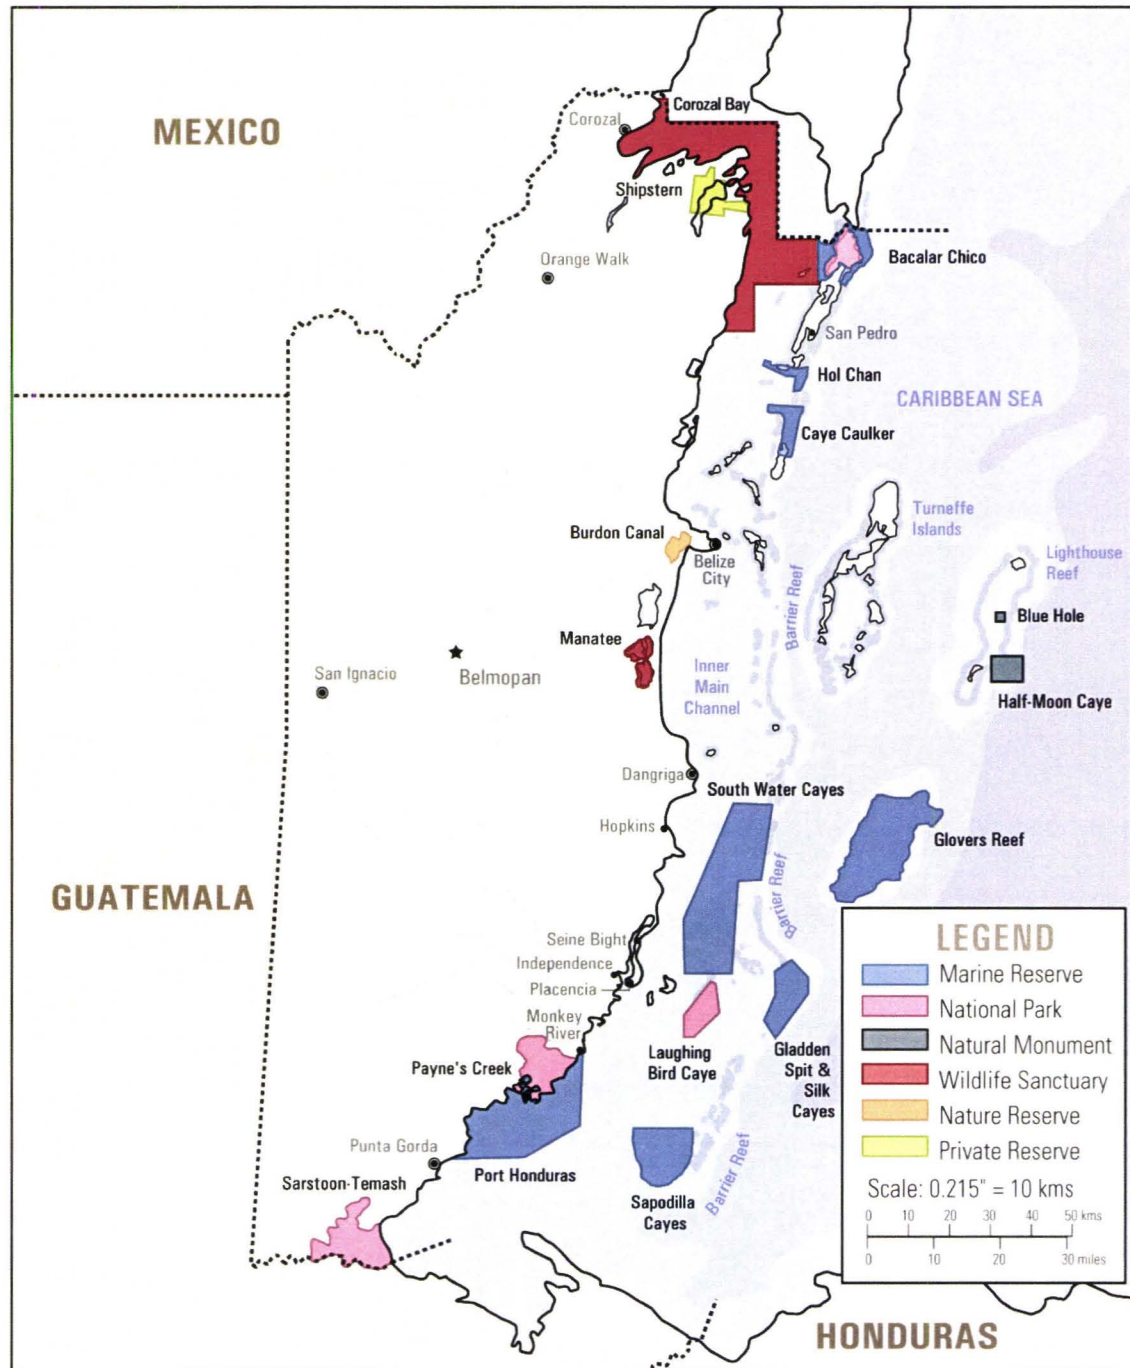 MEXICO
Corozal
Corozal Bay
Shipstern
Orange Walk
Bacalar Chico
San Pedro
Hol Chan
CARIBBEAN SEA
Caye Caulker
Turneffe
Islands
Burdon Canal
Belize
City
Lighthouse
Reef
Barrier Reef
Blue Hole
Manatee
San Ignacio
Belmopan
Inner
Main
Channel
Half-Moon Caye
Dangriga
South Water Cayes
Hopkins
Glovers Reef
Barrier Reef
GUATEMALA
Seine Bight
Independence
Placencia
Monkey
River
Payne's Creek
Laughing
Bird Caye
Gladden
Spit &
Silk
Cayes
Punta Gorda
Port Honduras
Sarstoon-Temash
Sapodilla
Cayes
Barrier Reef
LEGEND
Marine Reserve
National Park
Natural Monument
Wildlife Sanctuary
Nature Reserve
Private Reserve
Scale: 0.215" = 10 kms
0 10 20 30 40 50 kms
0 10 20 30 miles
HONDURAS